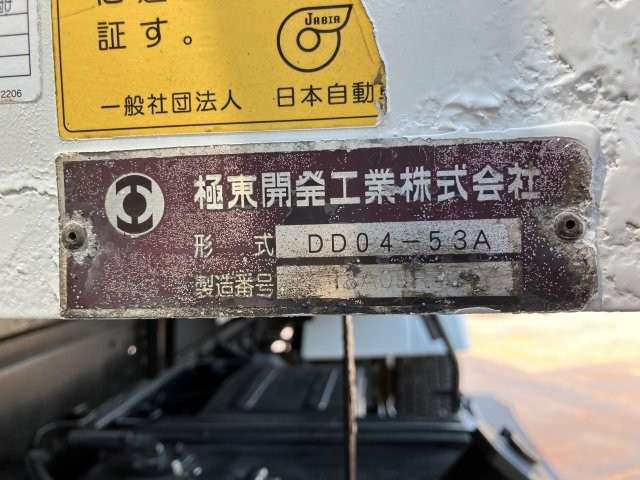 証す。
JABIA
一般社団法人 日本自動
2206
極東開発工業株式会社
形式 DD04-53A
製造番号